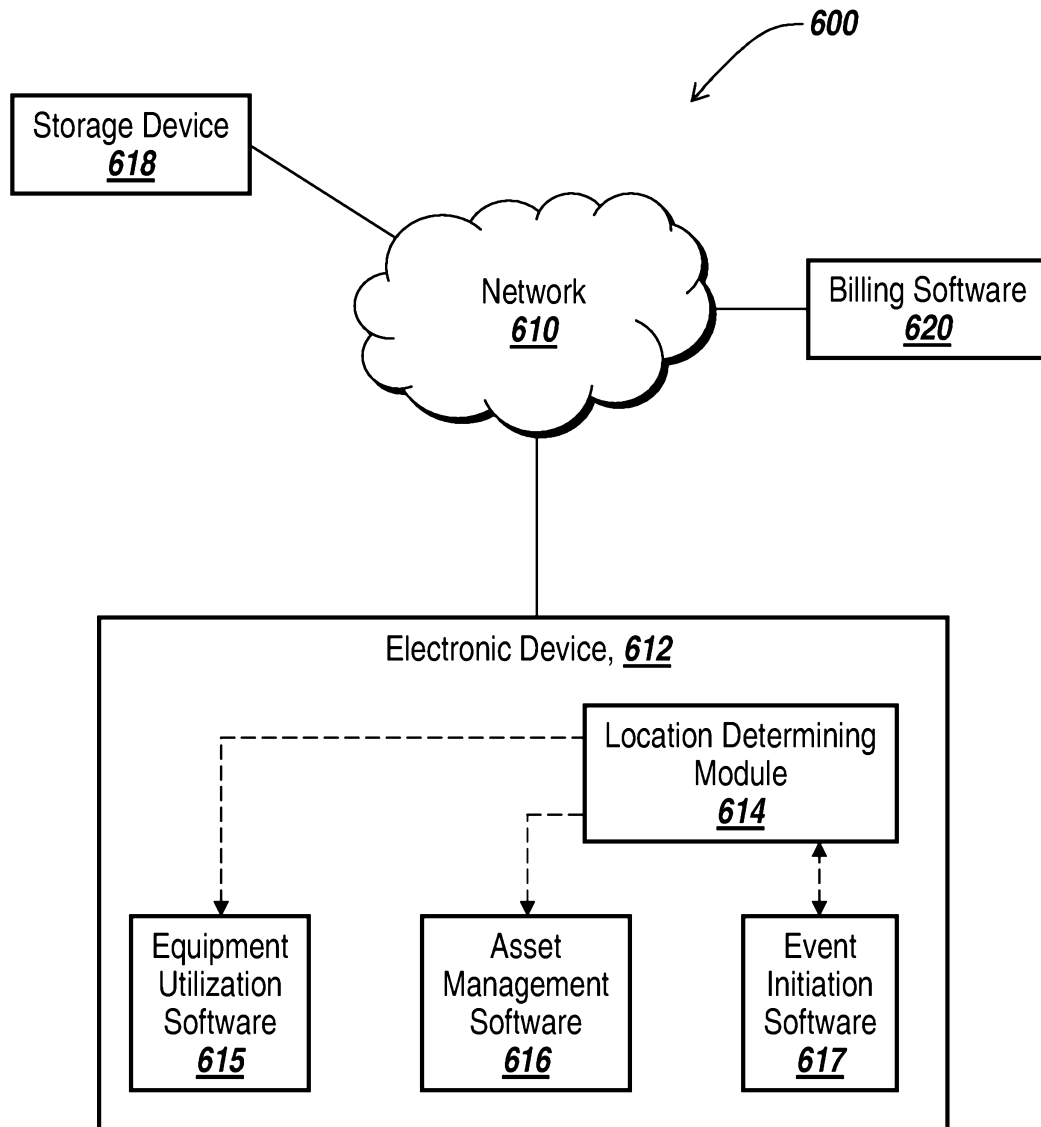 600
Storage Device
618
Network
610
Billing Software
620
Electronic Device, 612
Location Determining
Module
614
Equipment
Utilization
Software
615
Asset
Management
Software
616
Event
Initiation
Software
617